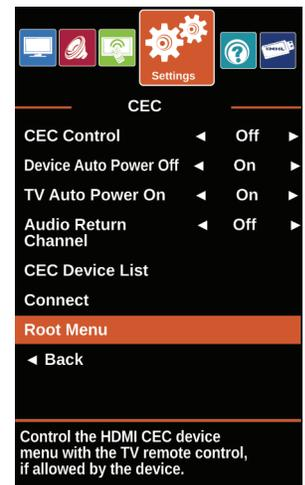 MHL
Settings
CEC
CEC Control ◄ Off ►
Device Auto Power Off ◄ On ►
TV Auto Power On ◄ On ►
Audio Return
Channel ◄ Off ►
CEC Device List
Connect
Root Menu
◄ Back
Control the HDMI CEC device
menu with the TV remote control,
if allowed by the device.